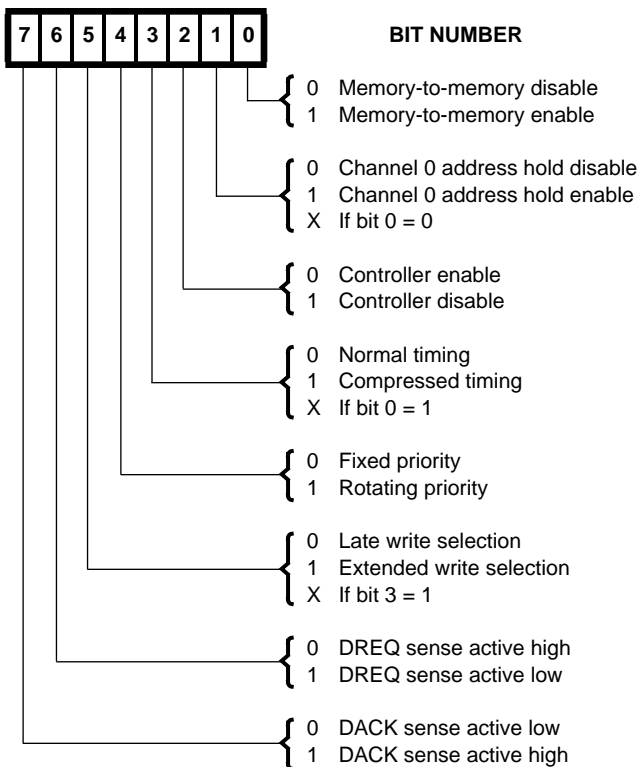 7 6 5 4 3 2 1 0 BIT NUMBER
0 Memory-to-memory disable
1 Memory-to-memory enable
0 Channel 0 address hold disable
1 Channel 0 address hold enable
X If bit 0 = 0
0 Controller enable
1 Controller disable
0 Normal timing
1 Compressed timing
X If bit 0 = 1
0 Fixed priority
1 Rotating priority
0 Late write selection
1 Extended write selection
X If bit 3 = 1
0 DREQ sense active high
1 DREQ sense active low
0 DACK sense active low
1 DACK sense active high